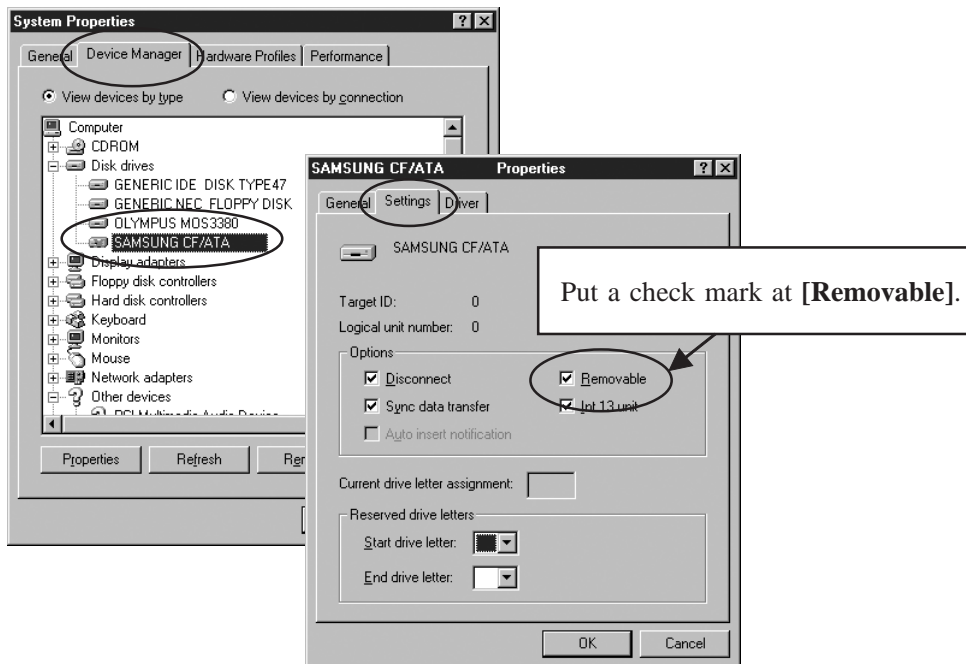 System Properties
General Device Manager Hardware Profiles Performance
View devices by type View devices by connection
Computer
CDROM
Disk drives
GENERIC IDE DISK TYPE47
GENERIC NEC FLOPPY DISK
OLYMPUS MOS3380
SAMSUNG CF/ATA
Display adapters
Floppy disk controllers
Hard disk controllers
Keyboard
Monitors
Mouse
Network adapters
Other devices
PCI Multimedia Audio Device
Properties Refresh
SAMSUNG CF/ATA Properties
General Settings Driver
SAMSUNG CF/ATA
Target ID: 0
Logical unit number: 0
Options
Disconnect Removable
Sync data transfer Int 13 unit
Auto insert notification
Current drive letter assignment:
Reserved drive letters
Start drive letter:
End drive letter:
OK Cancel
Put a check mark at [Removable].